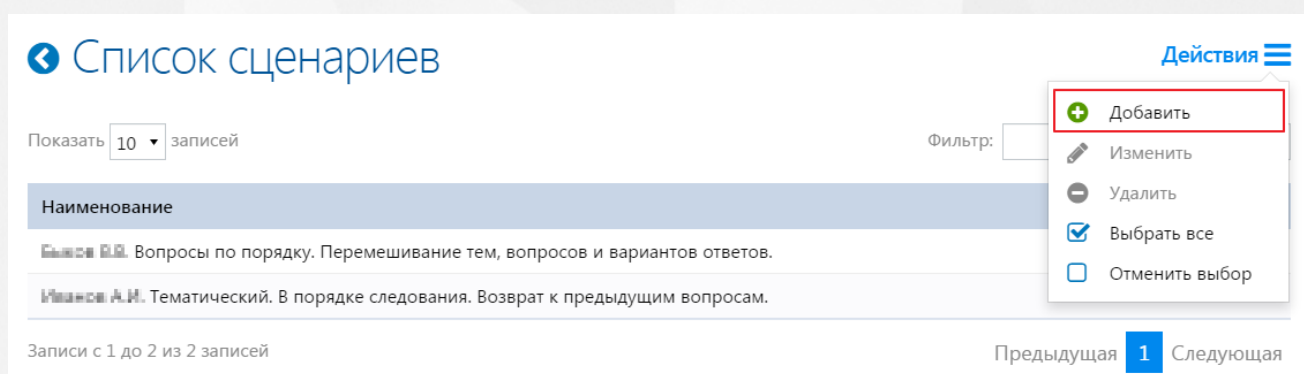 Список сценариев
Действия
Добавить
Показать 10 записей
Фильтр:
Изменить
Удалить
Наименование
Выбрать все
Вопросы по порядку. Перемешивание тем, вопросов и вариантов ответов.
Отменить выбор
Тематический. В порядке следования. Возврат к предыдущим вопросам.
Записи с 1 до 2 из 2 записей
Предыдущая 1 Следующая